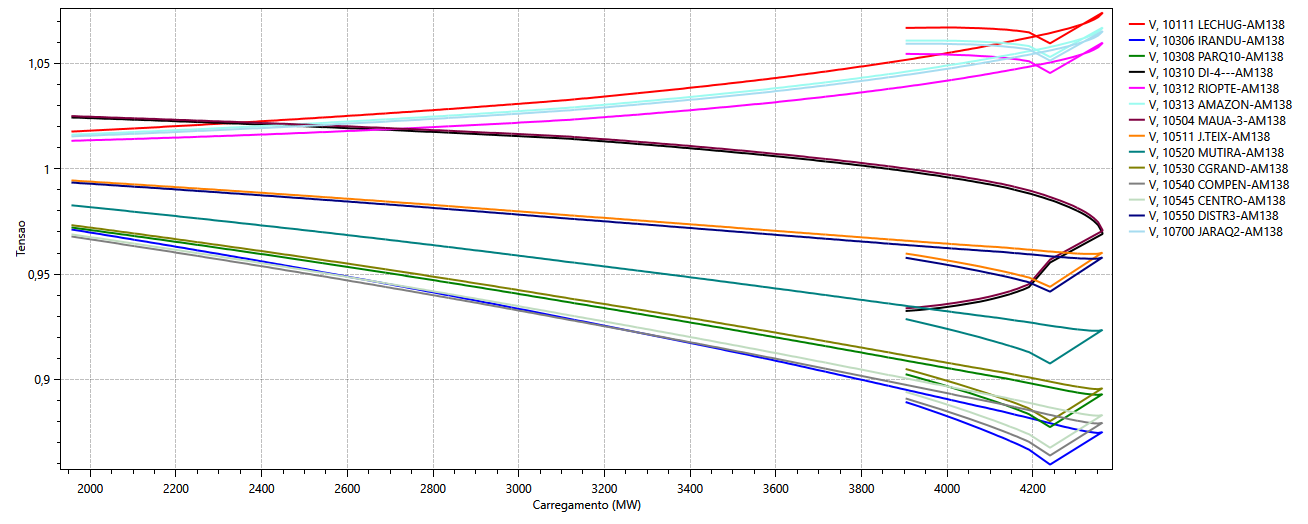 1,05
1
0,95
0,9
Tensao
2000 2200 2400 2600 2800 3000 3200 3400 3600 3800 4000 4200
Carregamento (MW)
V, 10111 LECHUG-AM138
V, 10306 IRANDU-AM138
V, 10308 PARQ10-AM138
V, 10310 DI-4---AM138
V, 10312 RIOPTE-AM138
V, 10313 AMAZON-AM138
V, 10504 MAUA-3-AM138
V, 10511 J.TEIX-AM138
V, 10520 MUTIRA-AM138
V, 10530 CGRAND-AM138
V, 10540 COMPEN-AM138
V, 10545 CENTRO-AM138
V, 10550 DISTR3-AM138
V, 10700 JARAQ2-AM138